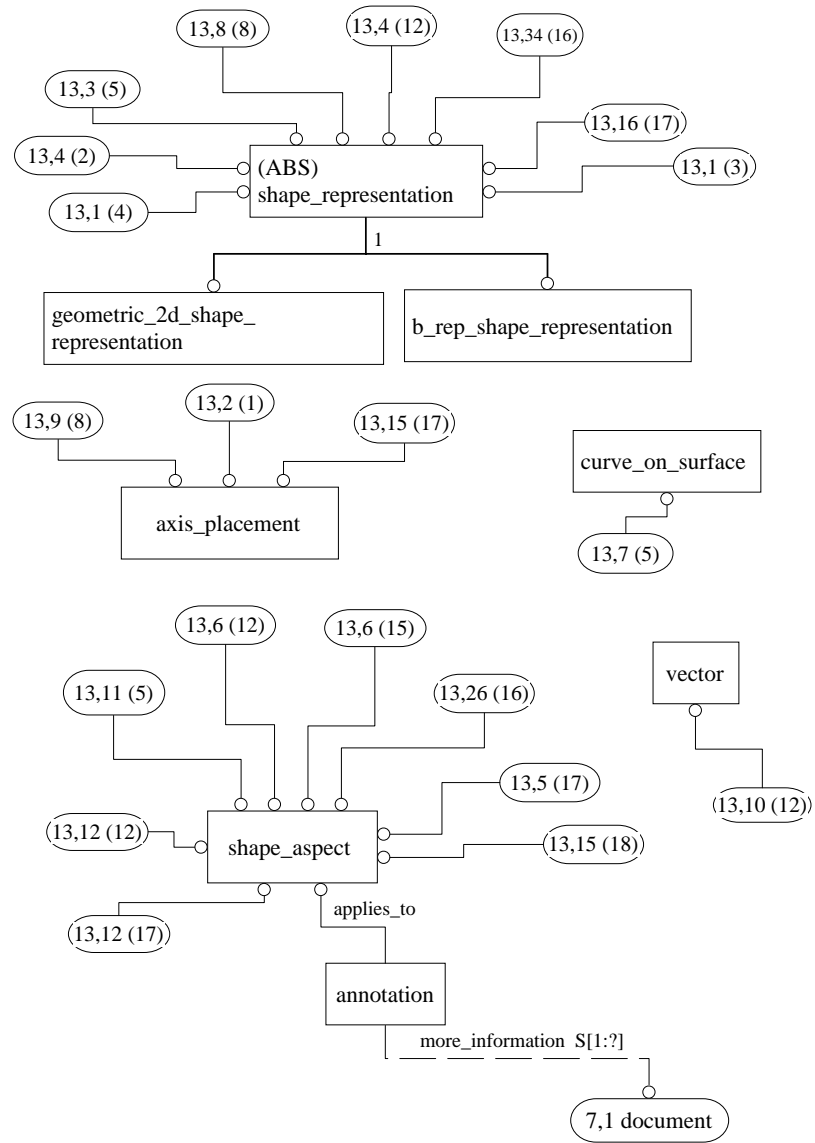 13,8 (8)
13,4 (12)
13,34 (16)
13,3 (5)
13,16 (17)
13,4 (2)
(ABS)
shape_representation
13,1 (3)
13,1 (4)
1
geometric_2d_shape_
representation
b_rep_shape_representation
13,9 (8)
13,2 (1)
13,15 (17)
curve_on_surface
axis_placement
13,7 (5)
13,6 (12)
13,6 (15)
vector
13,11 (5)
13,26 (16)
13,5 (17)
13,10 (12)
13,12 (12)
shape_aspect
13,15 (18)
applies_to
13,12 (17)
annotation
more_information S[1:?]
7,1 document